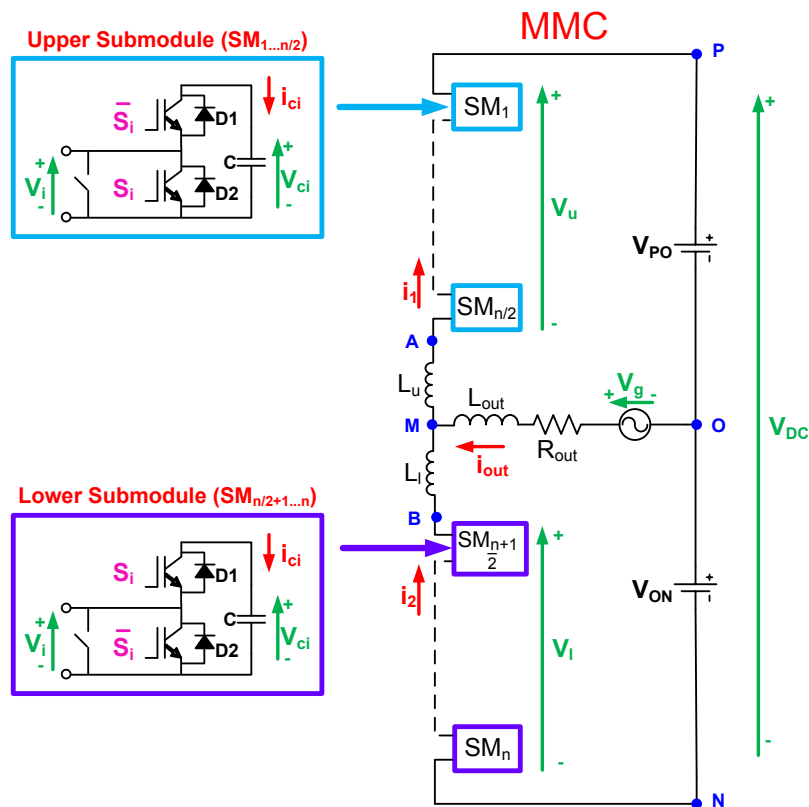 MMC
Upper Submodule (SM1...n/2)
S̅i
D1
ici
+
Vi
-
Si
D2
C
+
Vci
-
SM1
+
Vu
-
i1
SMn/2
P
+
VPO
+
-
A
Lu
M
Lout
Rout
iout
+
Vg
-
O
VDC
Ll
B
Lower Submodule (SMn/2+1...n)
Si
D1
ici
+
Vi
-
S̅i
D2
C
+
Vci
-
SMn+1
2
i2
+
Vl
-
VON
+
-
SMn
-
N